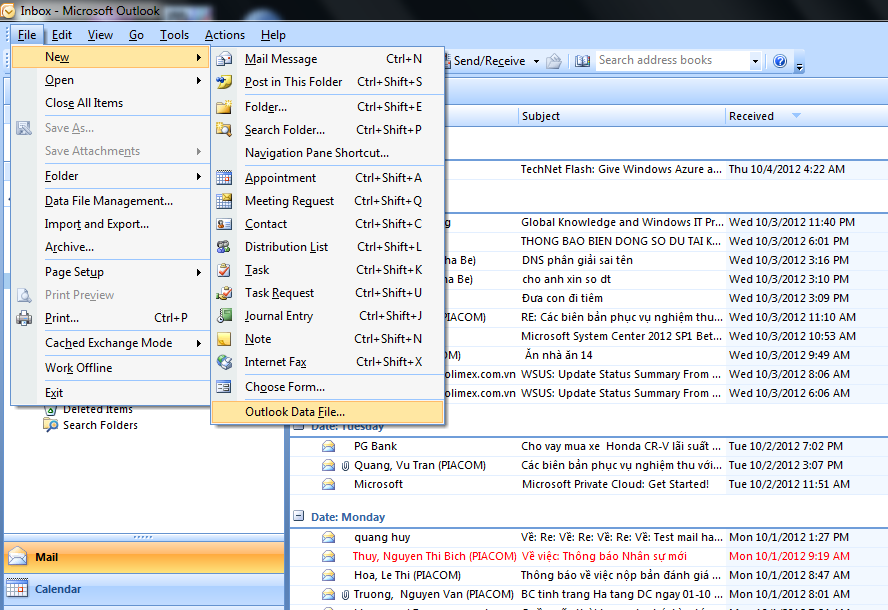 Inbox - Microsoft Outlook
File Edit View Go Tools Actions Help
Send/Receive Search address books
New
Open
Close All Items
Save As...
Save Attachments
Folder
Data File Management...
Import and Export...
Archive...
Page Setup
Print Preview
Print... Ctrl+P
Cached Exchange Mode
Work Offline
Exit
Mail Message Ctrl+N
Post in This Folder Ctrl+Shift+S
Folder... Ctrl+Shift+E
Search Folder... Ctrl+Shift+P
Navigation Pane Shortcut...
Appointment Ctrl+Shift+A
Meeting Request Ctrl+Shift+Q
Contact Ctrl+Shift+C
Distribution List Ctrl+Shift+L
Task Ctrl+Shift+K
Task Request Ctrl+Shift+U
Journal Entry Ctrl+Shift+J
Note Ctrl+Shift+N
Internet Fax Ctrl+Shift+X
Choose Form...
Outlook Data File...
Deleted Items
Search Folders
Mail
Calendar
Subject Received
TechNet Flash: Give Windows Azure a... Thu 10/4/2012 4:22 AM
g Global Knowledge and Windows IT Pr... Wed 10/3/2012 11:40 PM
THONG BAO BIEN DONG SO DU TAI K... Wed 10/3/2012 6:01 PM
ha Be) DNS phân giải sai tên Wed 10/3/2012 3:16 PM
ha Be) cho anh xin so dt Wed 10/3/2012 3:10 PM
Đưa con đi tiêm Wed 10/3/2012 3:09 PM
PIACOM) RE: Các biên bản phục vụ nghiệm thu... Wed 10/3/2012 11:10 AM
Microsoft System Center 2012 SP1 Bet... Wed 10/3/2012 10:53 AM
OM) Ăn nhà ăn 14 Wed 10/3/2012 9:49 AM
olimex.com.vn WSUS: Update Status Summary From ... Wed 10/3/2012 8:06 AM
olimex.com.vn WSUS: Update Status Summary From ... Wed 10/3/2012 6:06 AM
Date: Tuesday
PG Bank Cho vay mua xe Honda CR-V lãi suất ... Tue 10/2/2012 7:02 PM
Quang, Vu Tran (PIACOM) Các biên bản phục vụ nghiệm thu với... Tue 10/2/2012 3:07 PM
Microsoft Microsoft Private Cloud: Get Started! Tue 10/2/2012 11:51 AM
Date: Monday
quang huy Về: Re: Về: Re: Về: Re: Về: Test mail ha... Mon 10/1/2012 1:27 PM
Thuy, Nguyen Thi Bich (PIACOM) Về việc: Thông báo Nhân sự mới Mon 10/1/2012 9:19 AM
Hoa, Le Thi (PIACOM) Thông báo về việc nộp bản đánh giá ... Mon 10/1/2012 8:47 AM
Truong, Nguyen Van (PIACOM) BC tinh trang Ha tang DC ngay 01-10 ... Mon 10/1/2012 8:01 AM